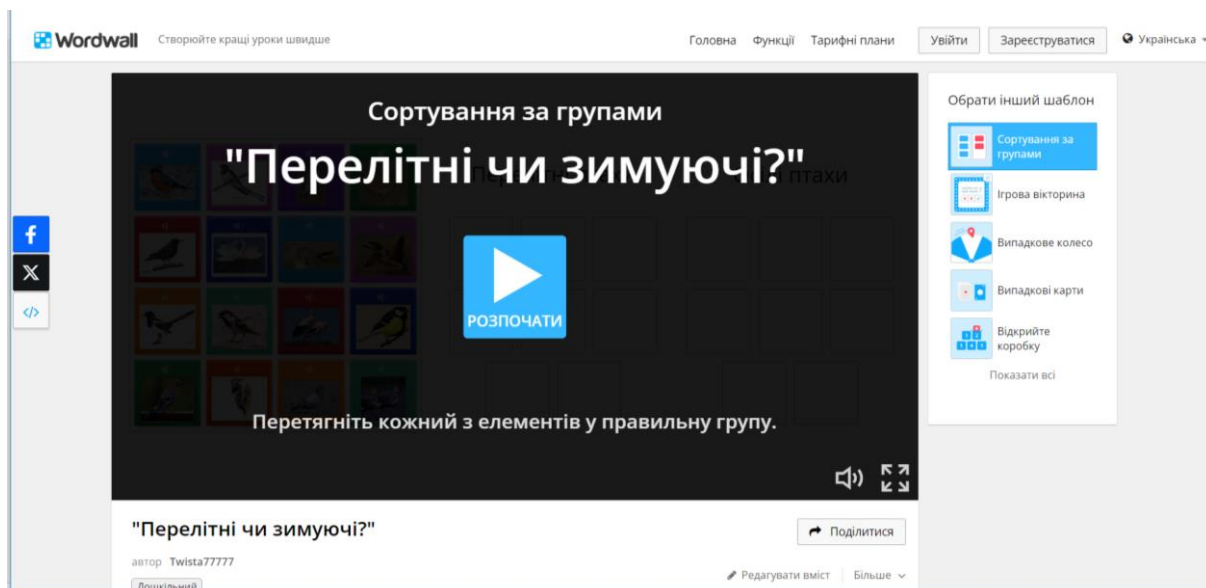 Wordwall
Створюйте кращі уроки швидше
Головна Функції Тарифні плани Увійти Зареєструватися Українська
Сортування за групами
"Перелітні чи зимуючі?"
птахи
РОЗПОЧАТИ
Перетягніть кожний з елементів у правильну групу.
Обрати інший шаблон
Сортування за
групами
Ігрова вікторина
Випадкове колесо
Випадкові карти
Відкрийте
коробку
Показати всі
"Перелітні чи зимуючі?"
Поділитися
автор Twista77777
Редагувати вміст Більше
Дошкільний